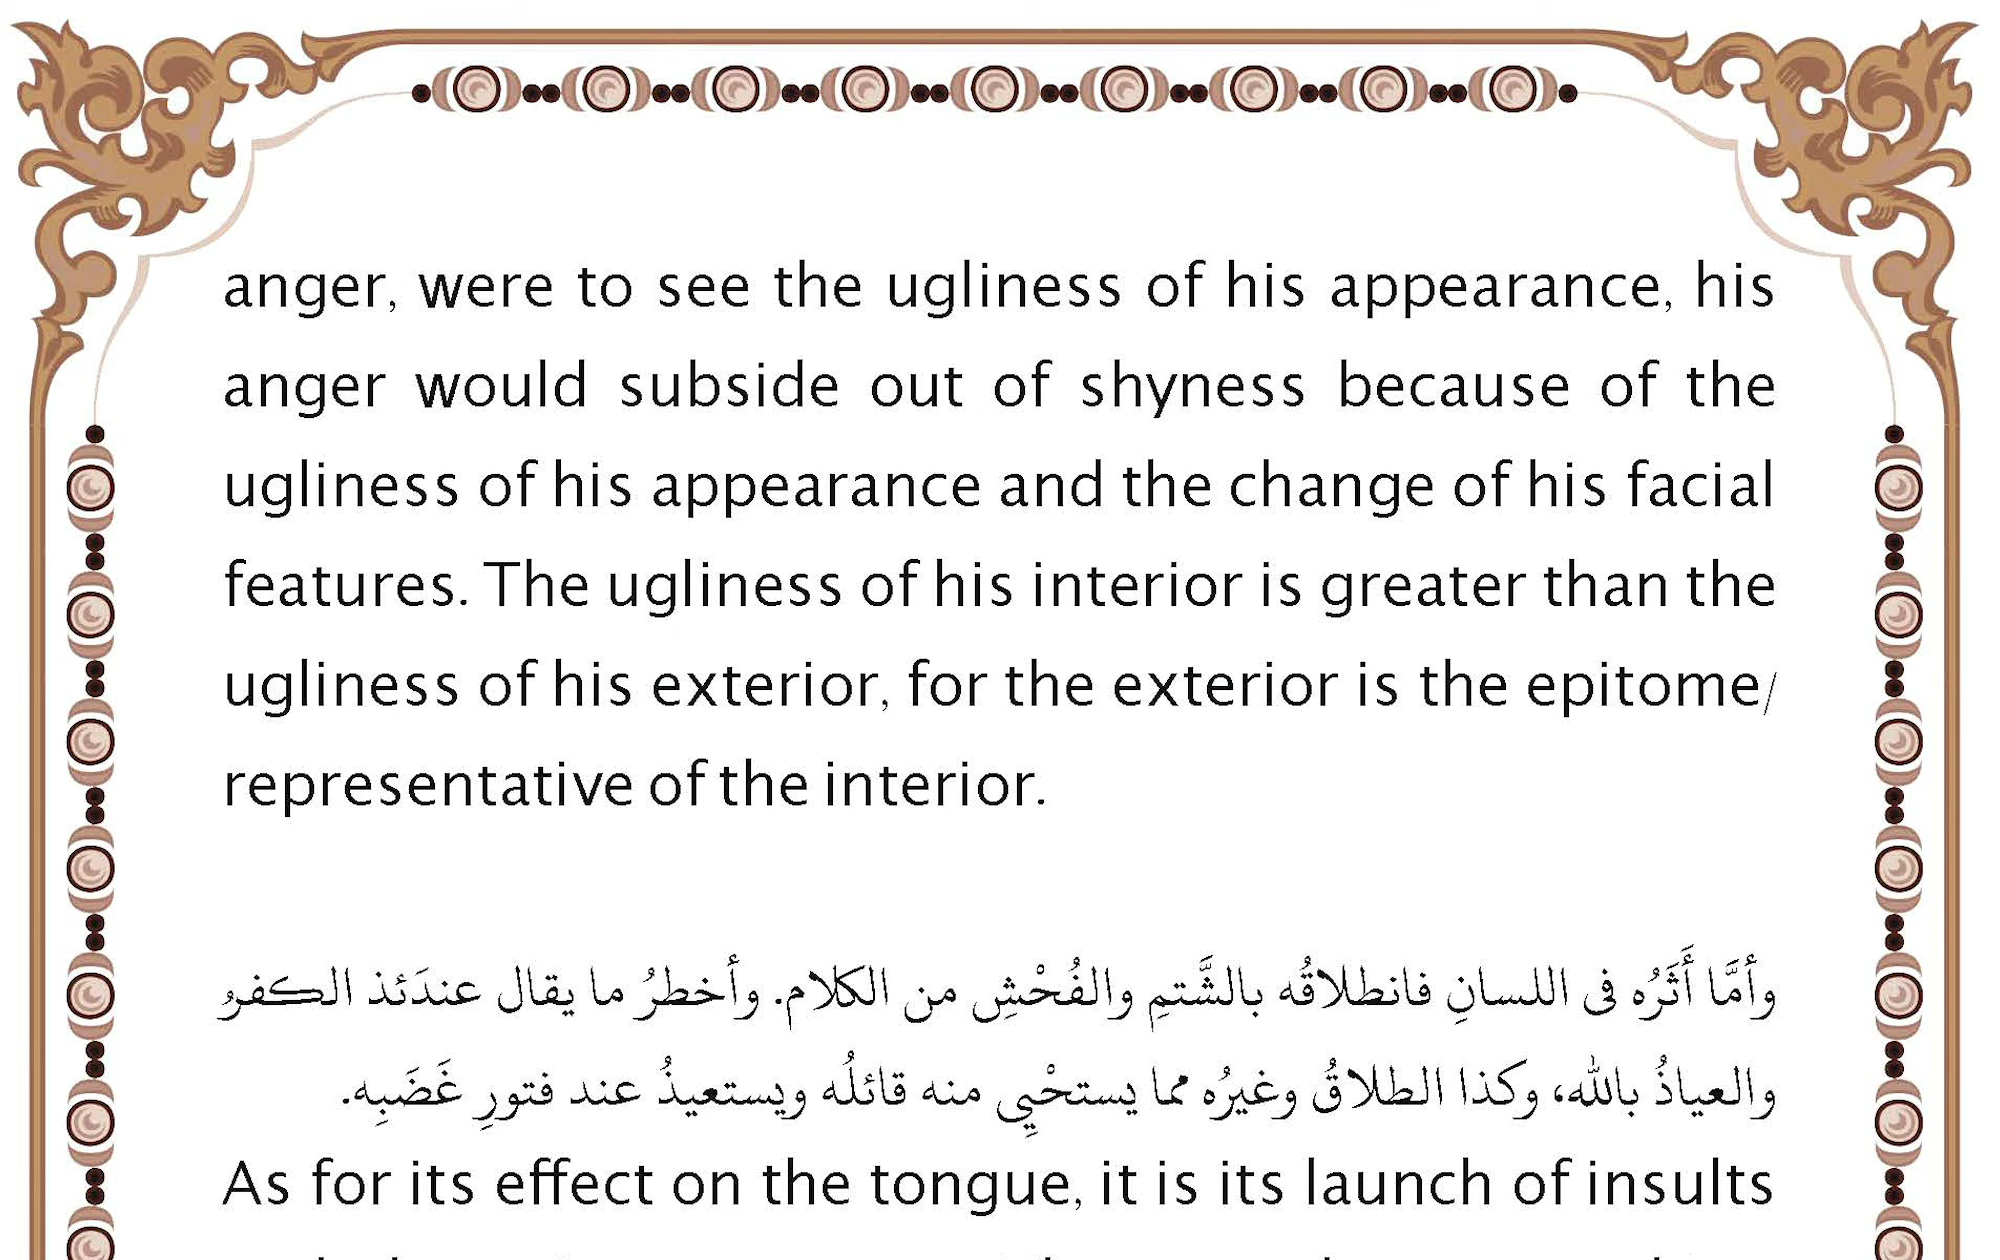 anger, were to see the ugliness of his appearance, his
anger would subside out of shyness because of the
ugliness of his appearance and the change of his facial
features. The ugliness of his interior is greater than the
ugliness of his exterior, for the exterior is the epitome/
representative of the interior.
وأمَّا أَثَرُه فى اللسانِ فانطلاقُه بالشَّتمِ والفُحْشِ من الكلام. وأخطرُ ما يقال عندَئذ الكفرُ
والعياذُ بالله، وكذا الطلاقُ وغيرُه مما يستحْيِي منه قائلُه ويستعيذُ عند فتورِ غَضَبِه.
As for its effect on the tongue, it is its launch of insults